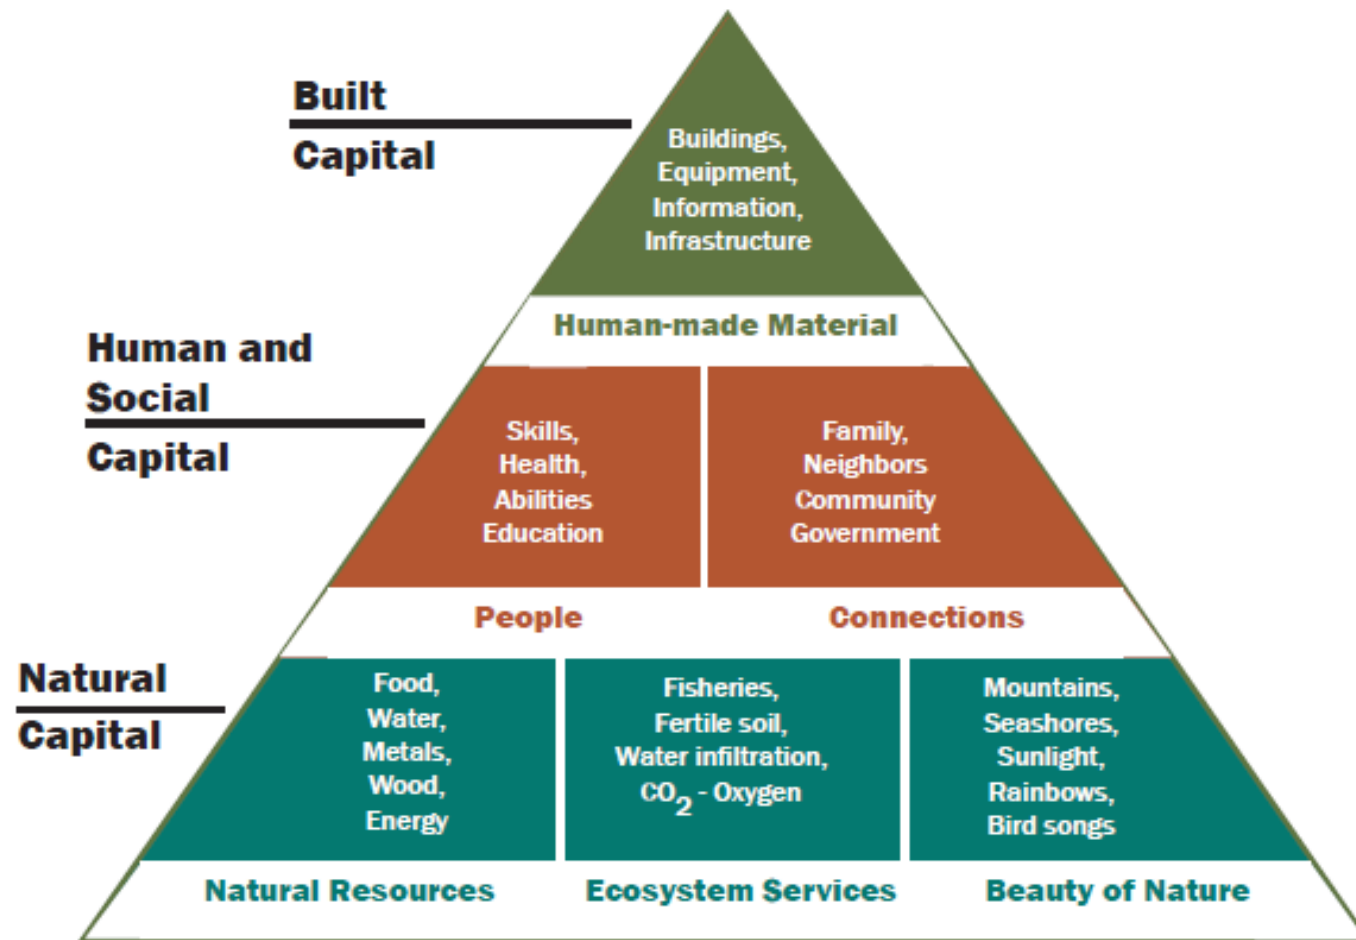 Built
Capital
Buildings,
Equipment,
Information,
Infrastructure
Human-made Material
Human and
Social
Capital
Skills,
Health,
Abilities
Education
Family,
Neighbors
Community
Government
People
Connections
Natural
Capital
Food,
Water,
Metals,
Wood,
Energy
Fisheries,
Fertile soil,
Water infiltration,
CO2 - Oxygen
Mountains,
Seashores,
Sunlight,
Rainbows,
Bird songs
Natural Resources
Ecosystem Services
Beauty of Nature